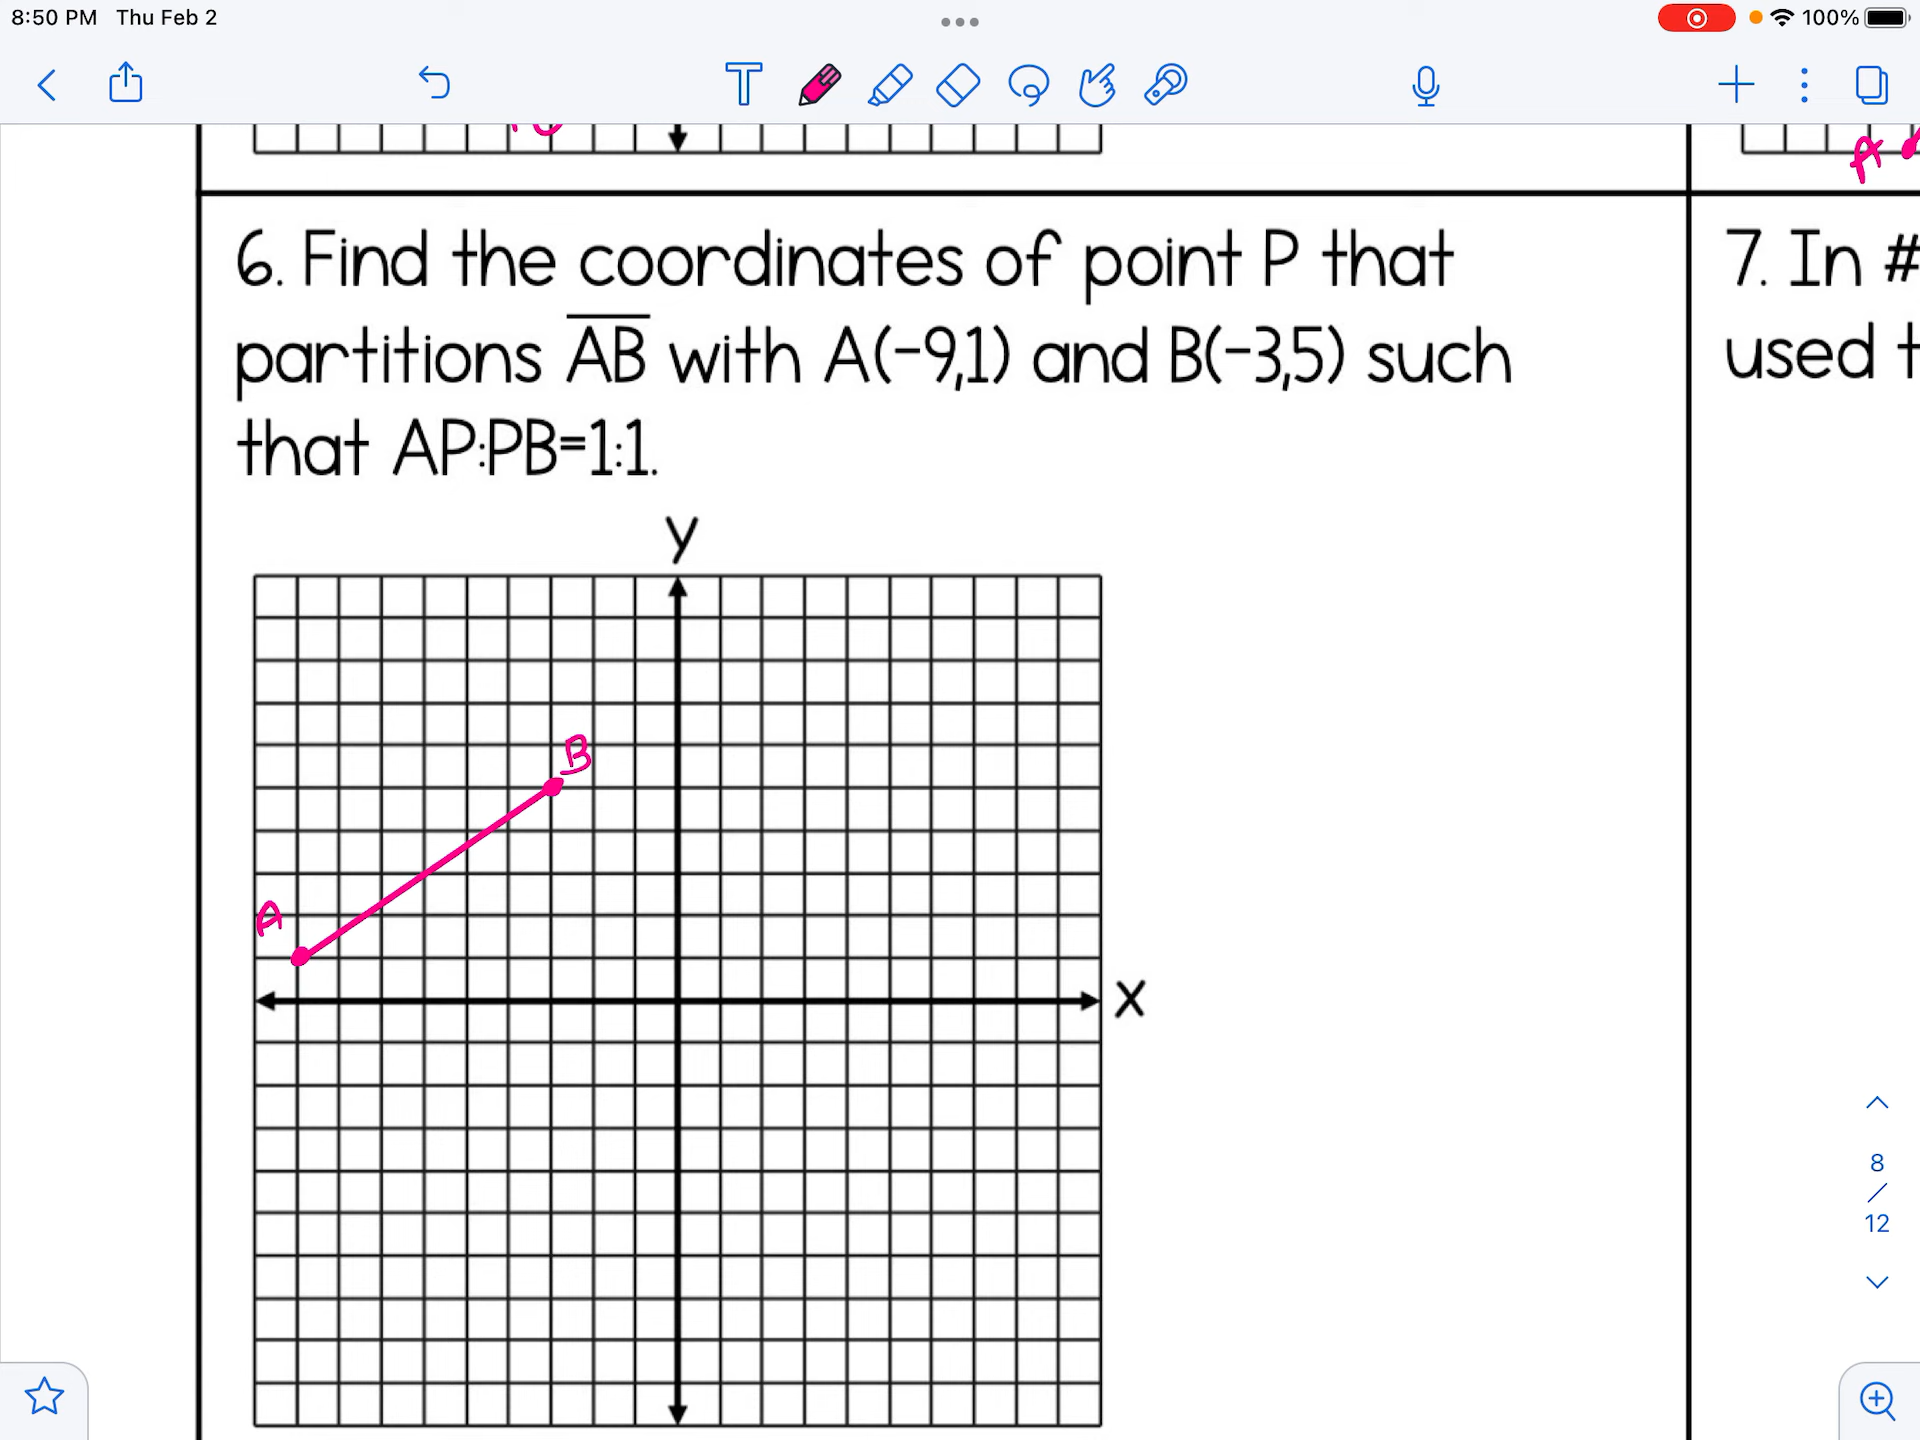 8:50 PM Thu Feb 2
100%
T
A
6. Find the coordinates of point P that
partitions AB with A(-9,1) and B(-3,5) such
that AP:PB=1:1.
7. In #
used t
y
B
A
x
8
/
12